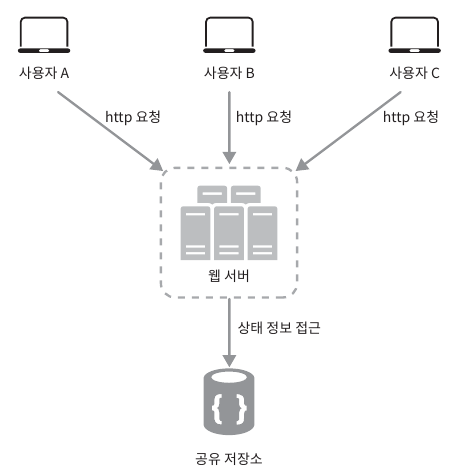 사용자 A
사용자 B
사용자 C
http 요청
http 요청
http 요청
웹 서버
상태 정보 접근
{ }
공유 저장소